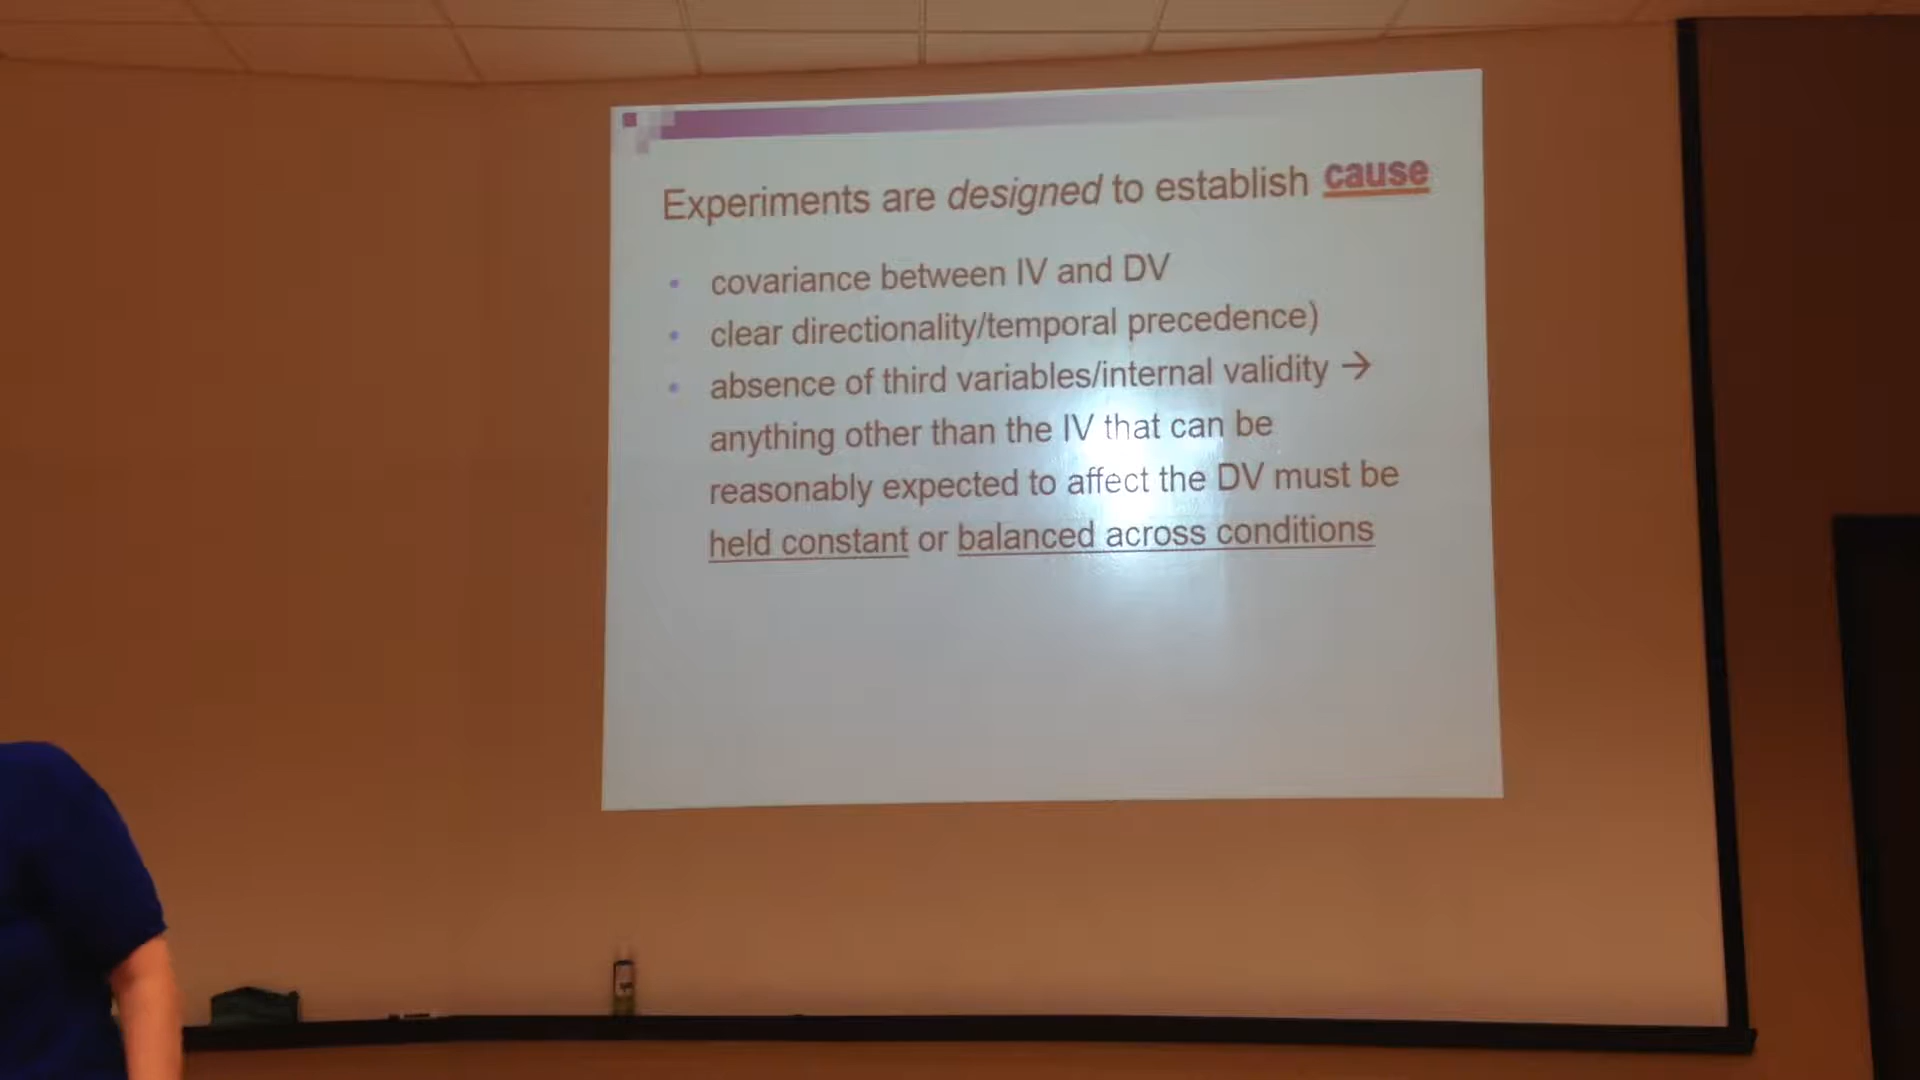 Experiments are designed to establish cause
• covariance between IV and DV
• clear directionality/temporal precedence)
• absence of third variables/internal validity →
anything other than the IV that can be
reasonably expected to affect the DV must be
held constant or balanced across conditions